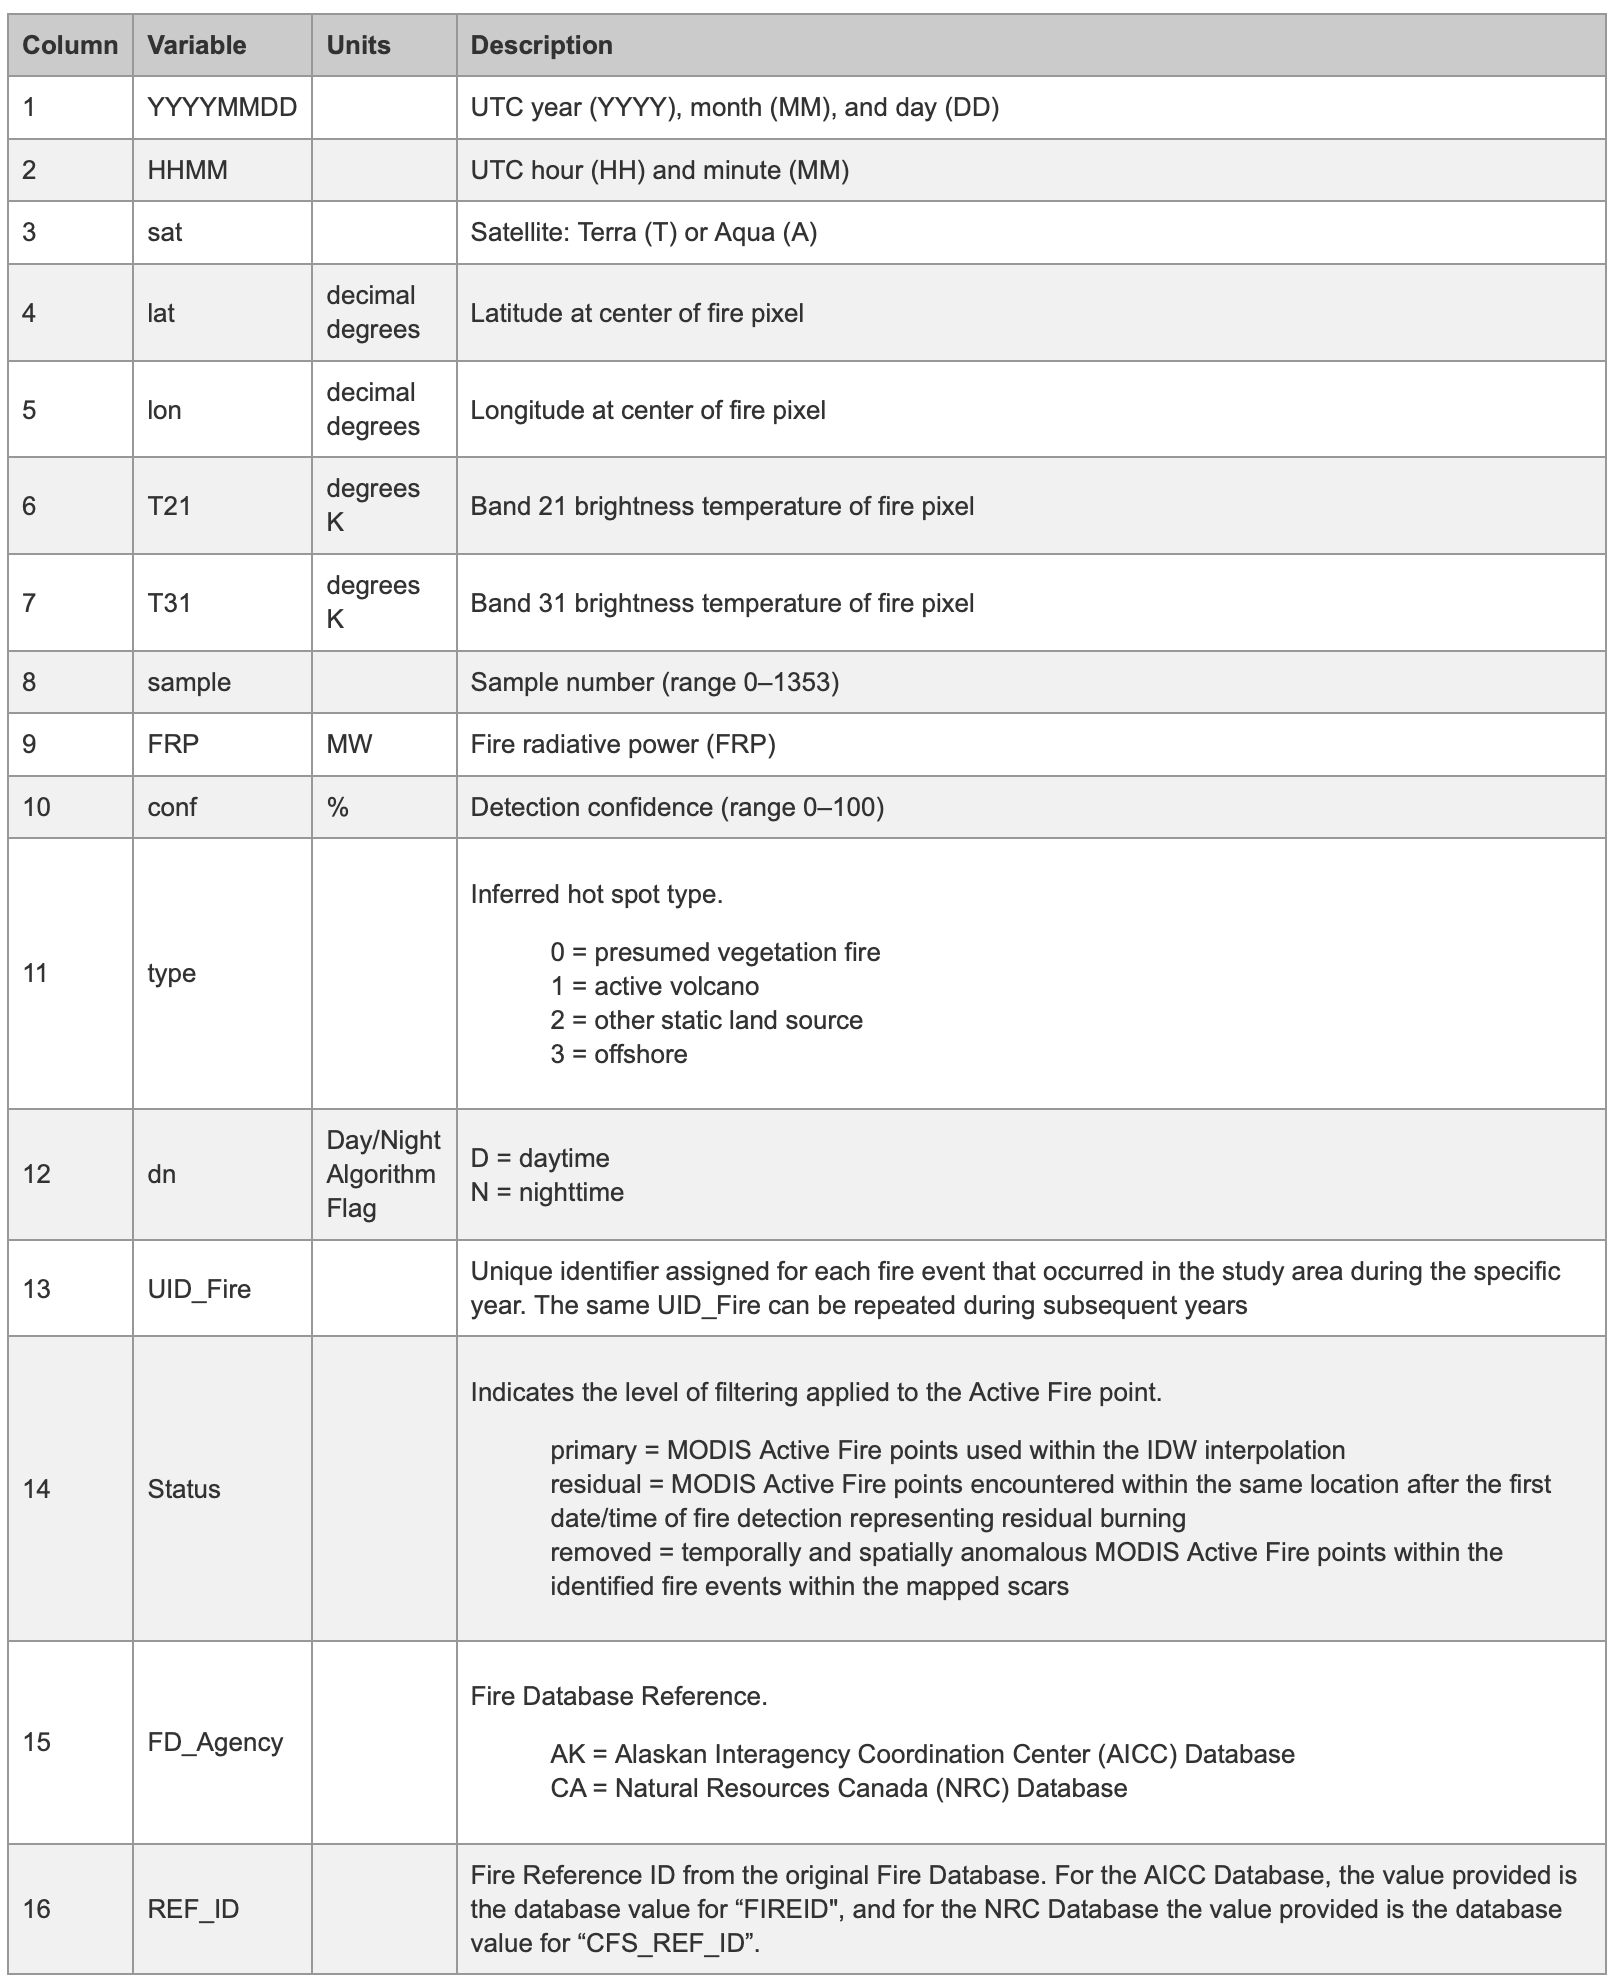 Column Variable Units Description
1 YYYYMMDD UTC year (YYYY), month (MM), and day (DD)
2 HHMM UTC hour (HH) and minute (MM)
3 sat Satellite: Terra (T) or Aqua (A)
4 lat decimal degrees Latitude at center of fire pixel
5 lon decimal degrees Longitude at center of fire pixel
6 T21 degrees K Band 21 brightness temperature of fire pixel
7 T31 degrees K Band 31 brightness temperature of fire pixel
8 sample Sample number (range 0–1353)
9 FRP MW Fire radiative power (FRP)
10 conf % Detection confidence (range 0–100)
11 type Inferred hot spot type.
0 = presumed vegetation fire
1 = active volcano
2 = other static land source
3 = offshore
12 dn Day/Night Algorithm Flag D = daytime
N = nighttime
13 UID_Fire Unique identifier assigned for each fire event that occurred in the study area during the specific
year. The same UID_Fire can be repeated during subsequent years
14 Status Indicates the level of filtering applied to the Active Fire point.
primary = MODIS Active Fire points used within the IDW interpolation
residual = MODIS Active Fire points encountered within the same location after the first
date/time of fire detection representing residual burning
removed = temporally and spatially anomalous MODIS Active Fire points within the
identified fire events within the mapped scars
15 FD_Agency Fire Database Reference.
AK = Alaskan Interagency Coordination Center (AICC) Database
CA = Natural Resources Canada (NRC) Database
16 REF_ID Fire Reference ID from the original Fire Database. For the AICC Database, the value provided is
the database value for “FIREID", and for the NRC Database the value provided is the database
value for “CFS_REF_ID”.